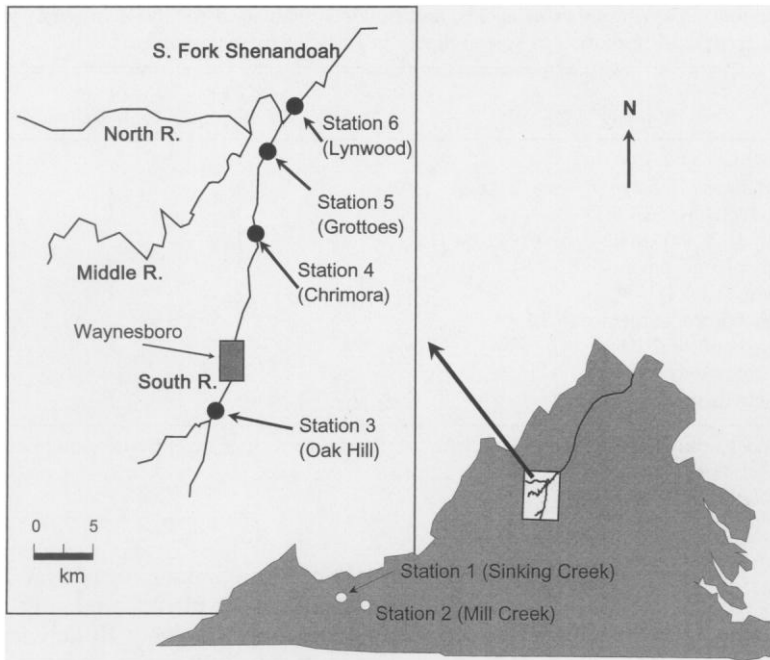 S. Fork Shenandoah
North R.
Station 6
(Lynwood)
N
Station 5
(Grottoes)
Middle R.
Station 4
(Chrimora)
Waynesboro
South R.
Station 3
(Oak Hill)
0 5
km
Station 1 (Sinking Creek)
Station 2 (Mill Creek)